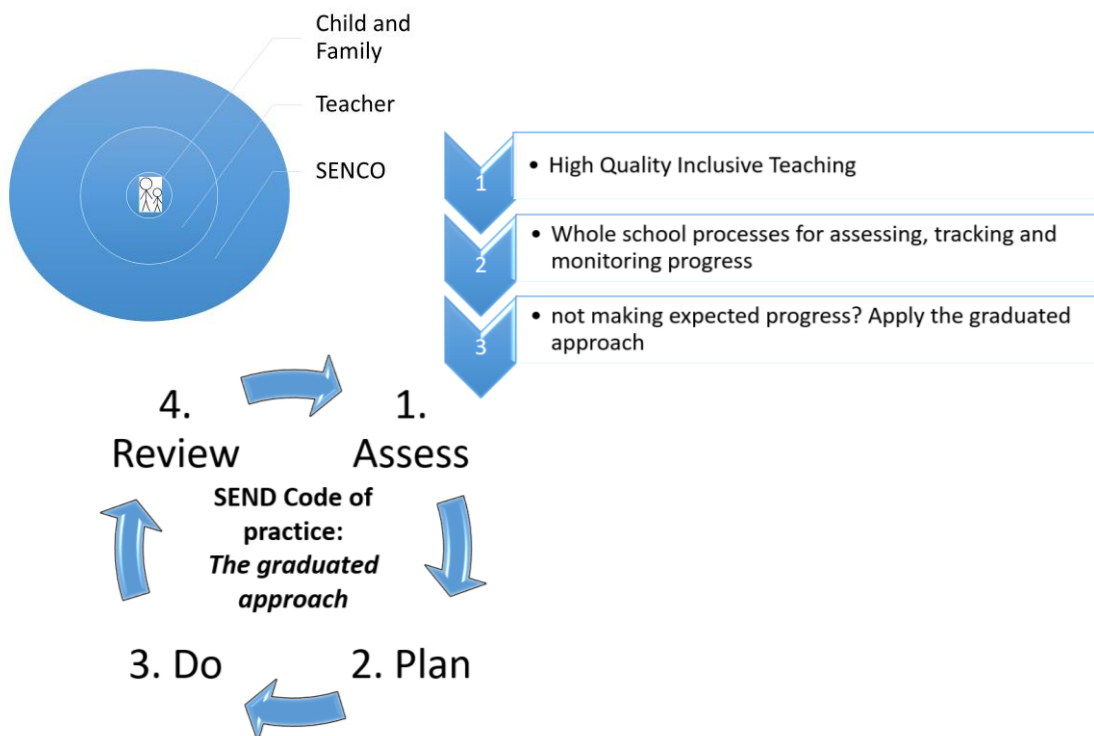 Child and
Family
Teacher
SENCO
1
• High Quality Inclusive Teaching
2
• Whole school processes for assessing, tracking and
monitoring progress
3
• not making expected progress? Apply the graduated
approach
4.
Review
1.
Assess
SEND Code of
practice:
The graduated
approach
3. Do
2. Plan